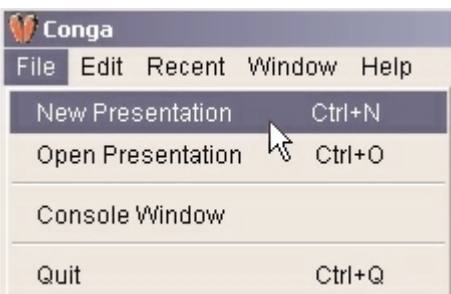 Conga
File Edit Recent Window Help
New Presentation Ctrl+N
Open Presentation Ctrl+O
Console Window
Quit Ctrl+Q